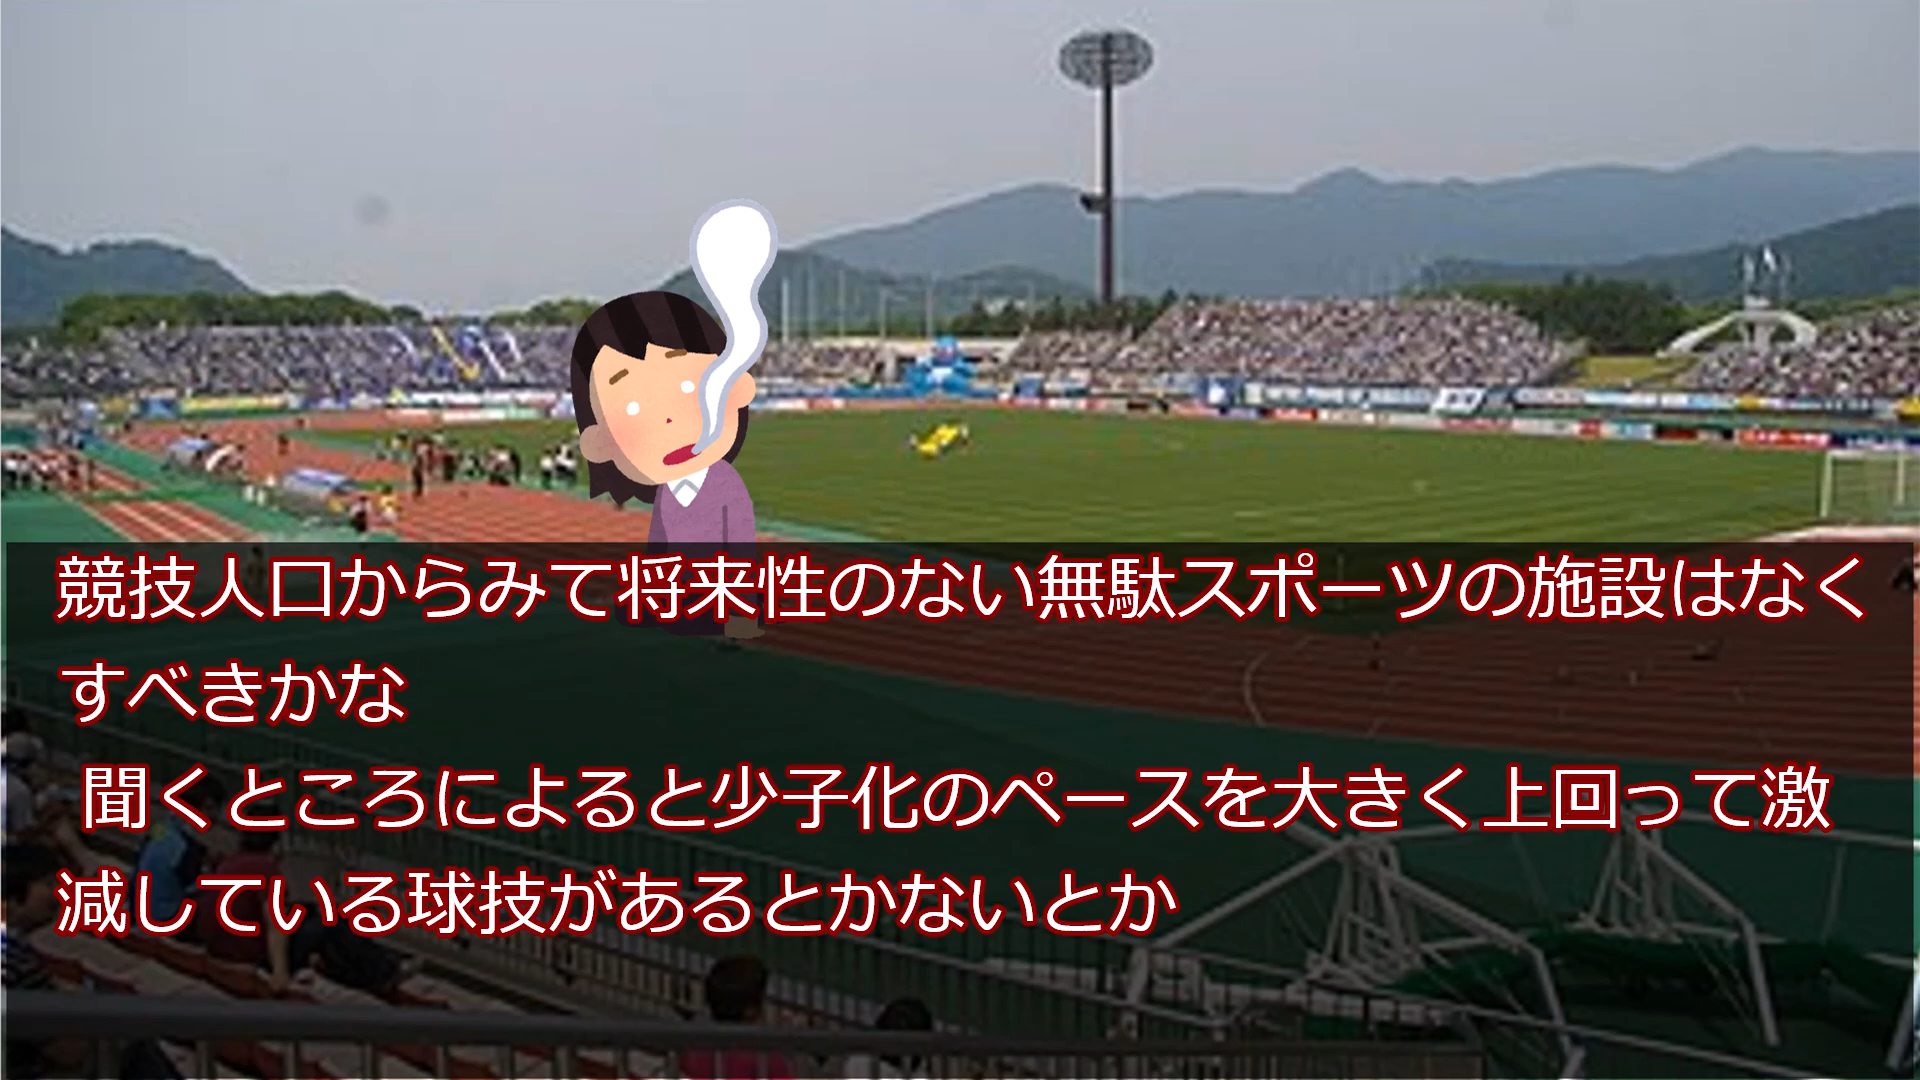 競技人口からみて将来性のない無駄スポーツの施設はなく
すべきかな
聞くところによると少子化のペースを大きく上回って激
減している球技があるとかないとか